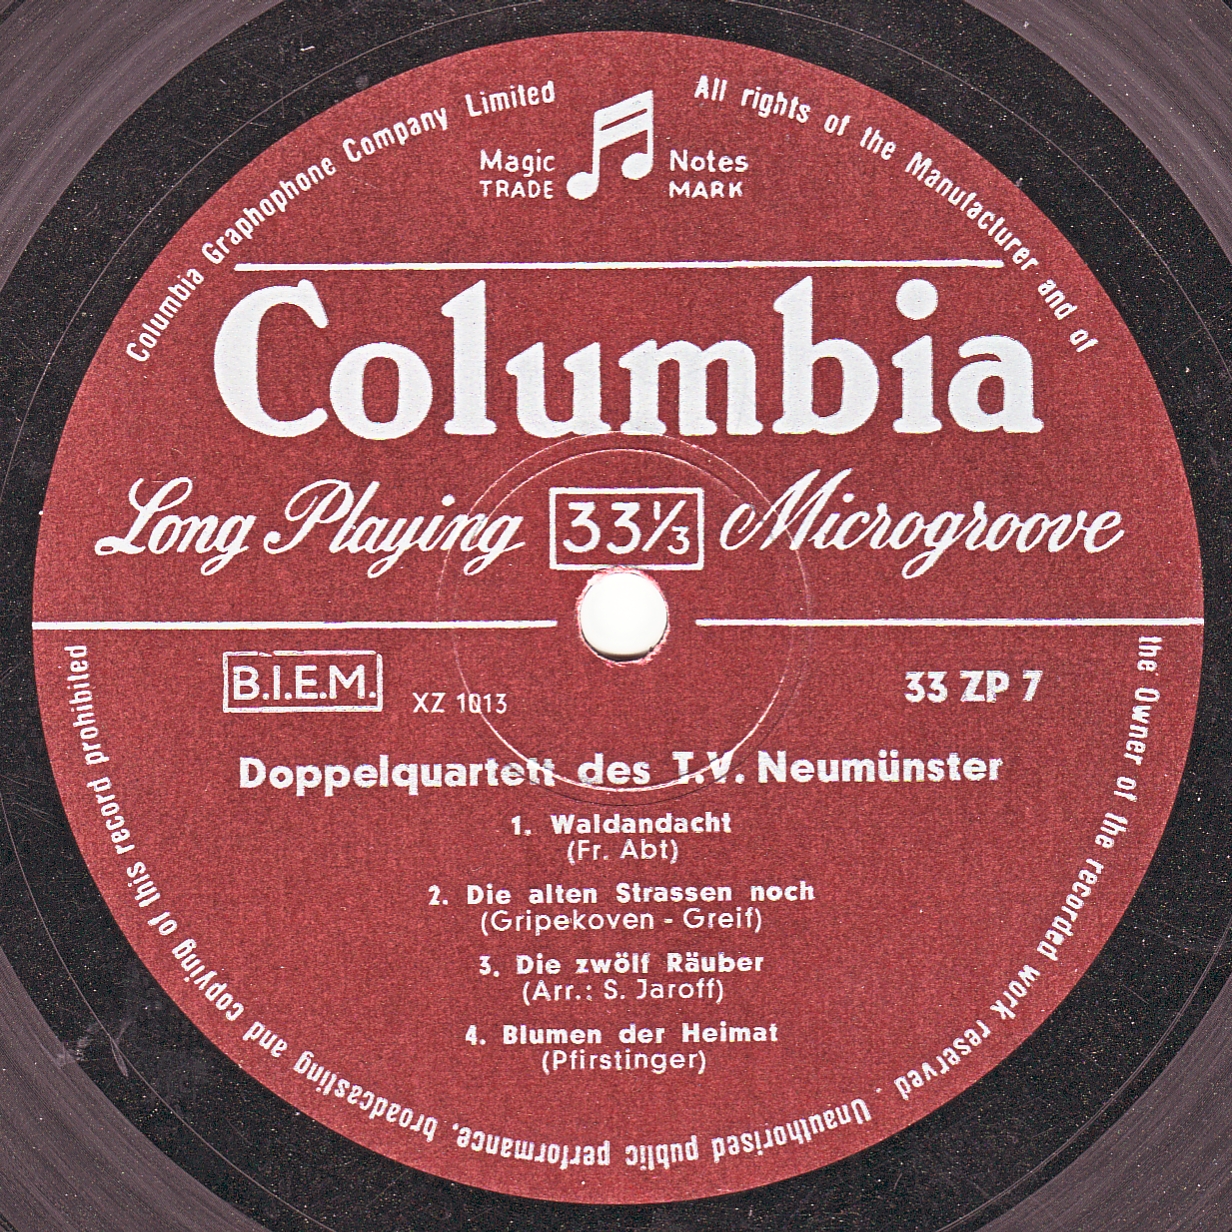 Columbia Graphophone Company Limited
All rights of the Manufacturer and of
the Owner of the recorded work reserved · Unauthorised public performance, broadcasting and copying of this record prohibited
Magic Notes
TRADE MARK
Columbia
Long Playing 33⅓ Microgroove
B.I.E.M. XZ 1013 33 ZP 7
Doppelquartett des T.V. Neumünster
1. Waldandacht
(Fr. Abt)
2. Die alten Strassen noch
(Gripekoven - Greif)
3. Die zwölf Räuber
(Arr.: S. Jaroff)
4. Blumen der Heimat
(Pfirstinger)